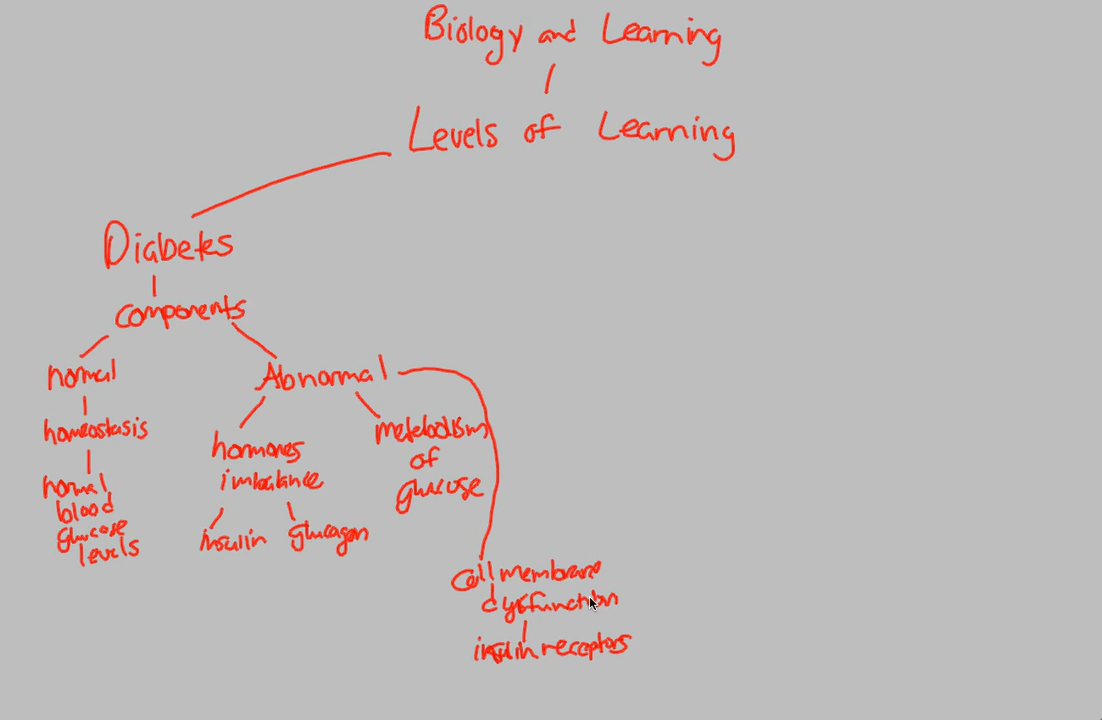 Biology and Learning
Levels of Learning
Diabetes
components
normal
homeostasis
normal
blood
glucose
levels
Abnormal
hormones
imbalance
insulin
glucagon
metabolism
of
glucose
Cell membrane
dysfunction
insulin receptors